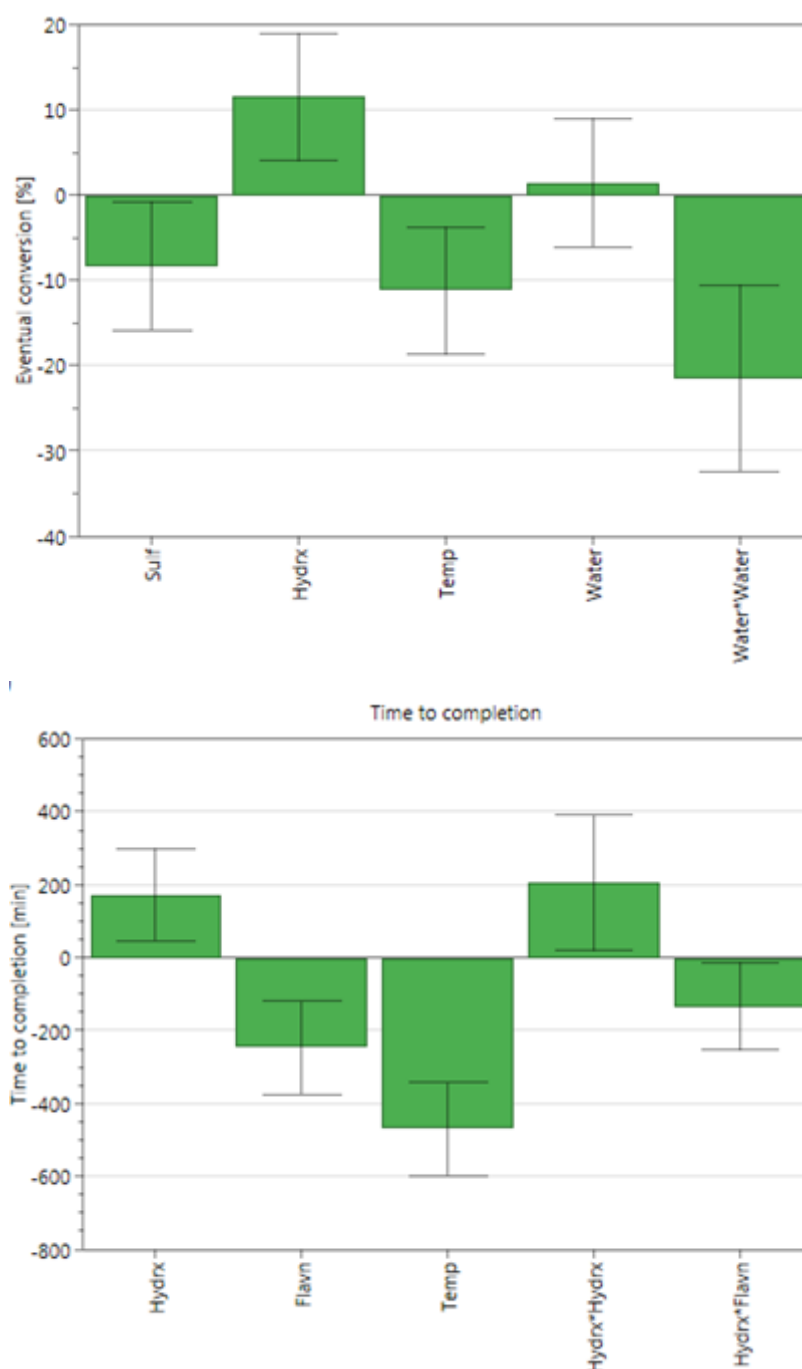 Eventual conversion [%]
20
10
0
-10
-20
-30
-40
Sulf
Hydrx
Temp
Water
Water*Water
Time to completion
Time to completion [min]
600
400
200
0
-200
-400
-600
-800
Hydrx
Flavn
Temp
Hydrx*Hydrx
Hydrx*Flavn